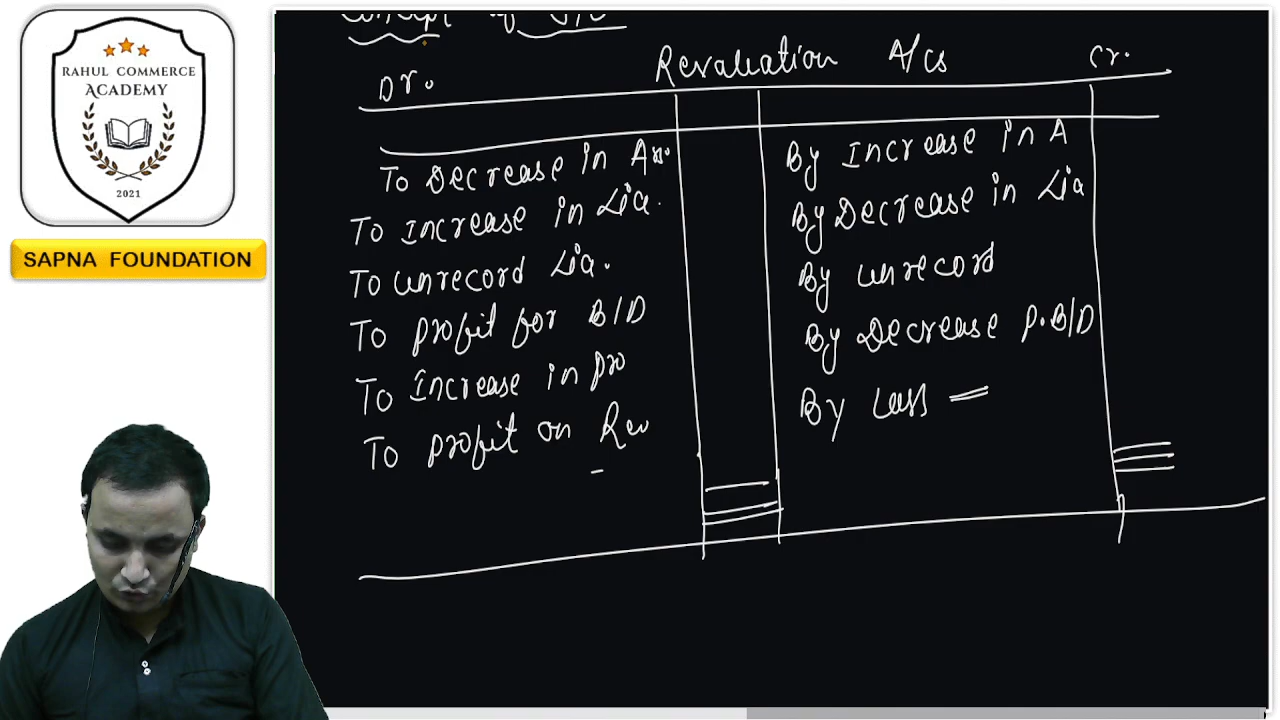 RAHUL COMMERCE
ACADEMY
2021
SAPNA FOUNDATION
Concept of
Dr. Revaluation A/cs Cr.
To Decrease in Ass.
To Increase in Lia.
To unrecord Lia.
To profit for B/D
To Increase in pro
To profit on Rev
By Increase in A
By Decrease in Lia
By unrecord
By Decrease P.B/D
By Loss